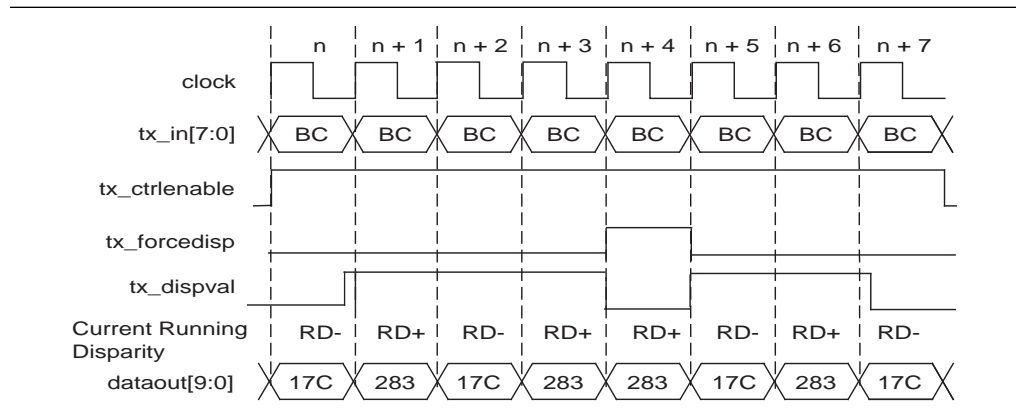 n n + 1 n + 2 n + 3 n + 4 n + 5 n + 6 n + 7
clock
tx_in[7:0] BC BC BC BC BC BC BC BC
tx_ctrlenable
tx_forcedisp
tx_dispval
Current Running Disparity RD- RD+ RD- RD+ RD+ RD- RD+ RD-
dataout[9:0] 17C 283 17C 283 283 17C 283 17C